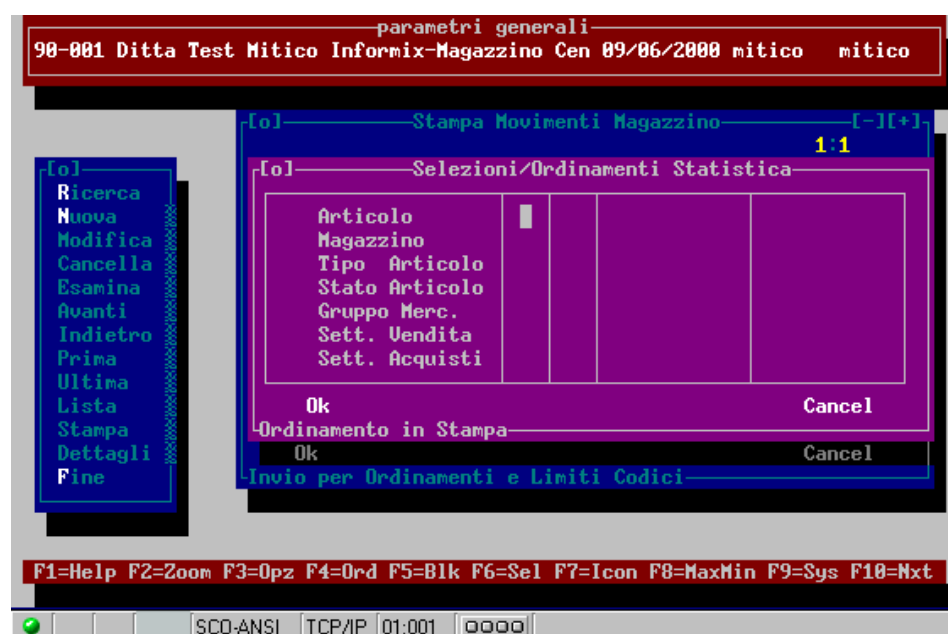 parametri generali
90-001 Ditta Test Mitico Informix-Magazzino Cen 09/06/2000 mitico mitico
[o] Stampa Movimenti Magazzino [-][+]
1:1
[o]
Ricerca
Nuova
Modifica
Cancella
Esamina
Avanti
Indietro
Prima
Ultima
Lista
Stampa
Dettagli
Fine
[o] Selezioni/Ordinamenti Statistica
Articolo
Magazzino
Tipo Articolo
Stato Articolo
Gruppo Merc.
Sett. Vendita
Sett. Acquisti
Ok Cancel
Ordinamento in Stampa
Ok Cancel
Invio per Ordinamenti e Limiti Codici
F1=Help F2=Zoom F3=Opz F4=Ord F5=Blk F6=Sel F7=Icon F8=MaxMin F9=Sys F10=Nxt
SCO-ANSI TCP/IP 01:001